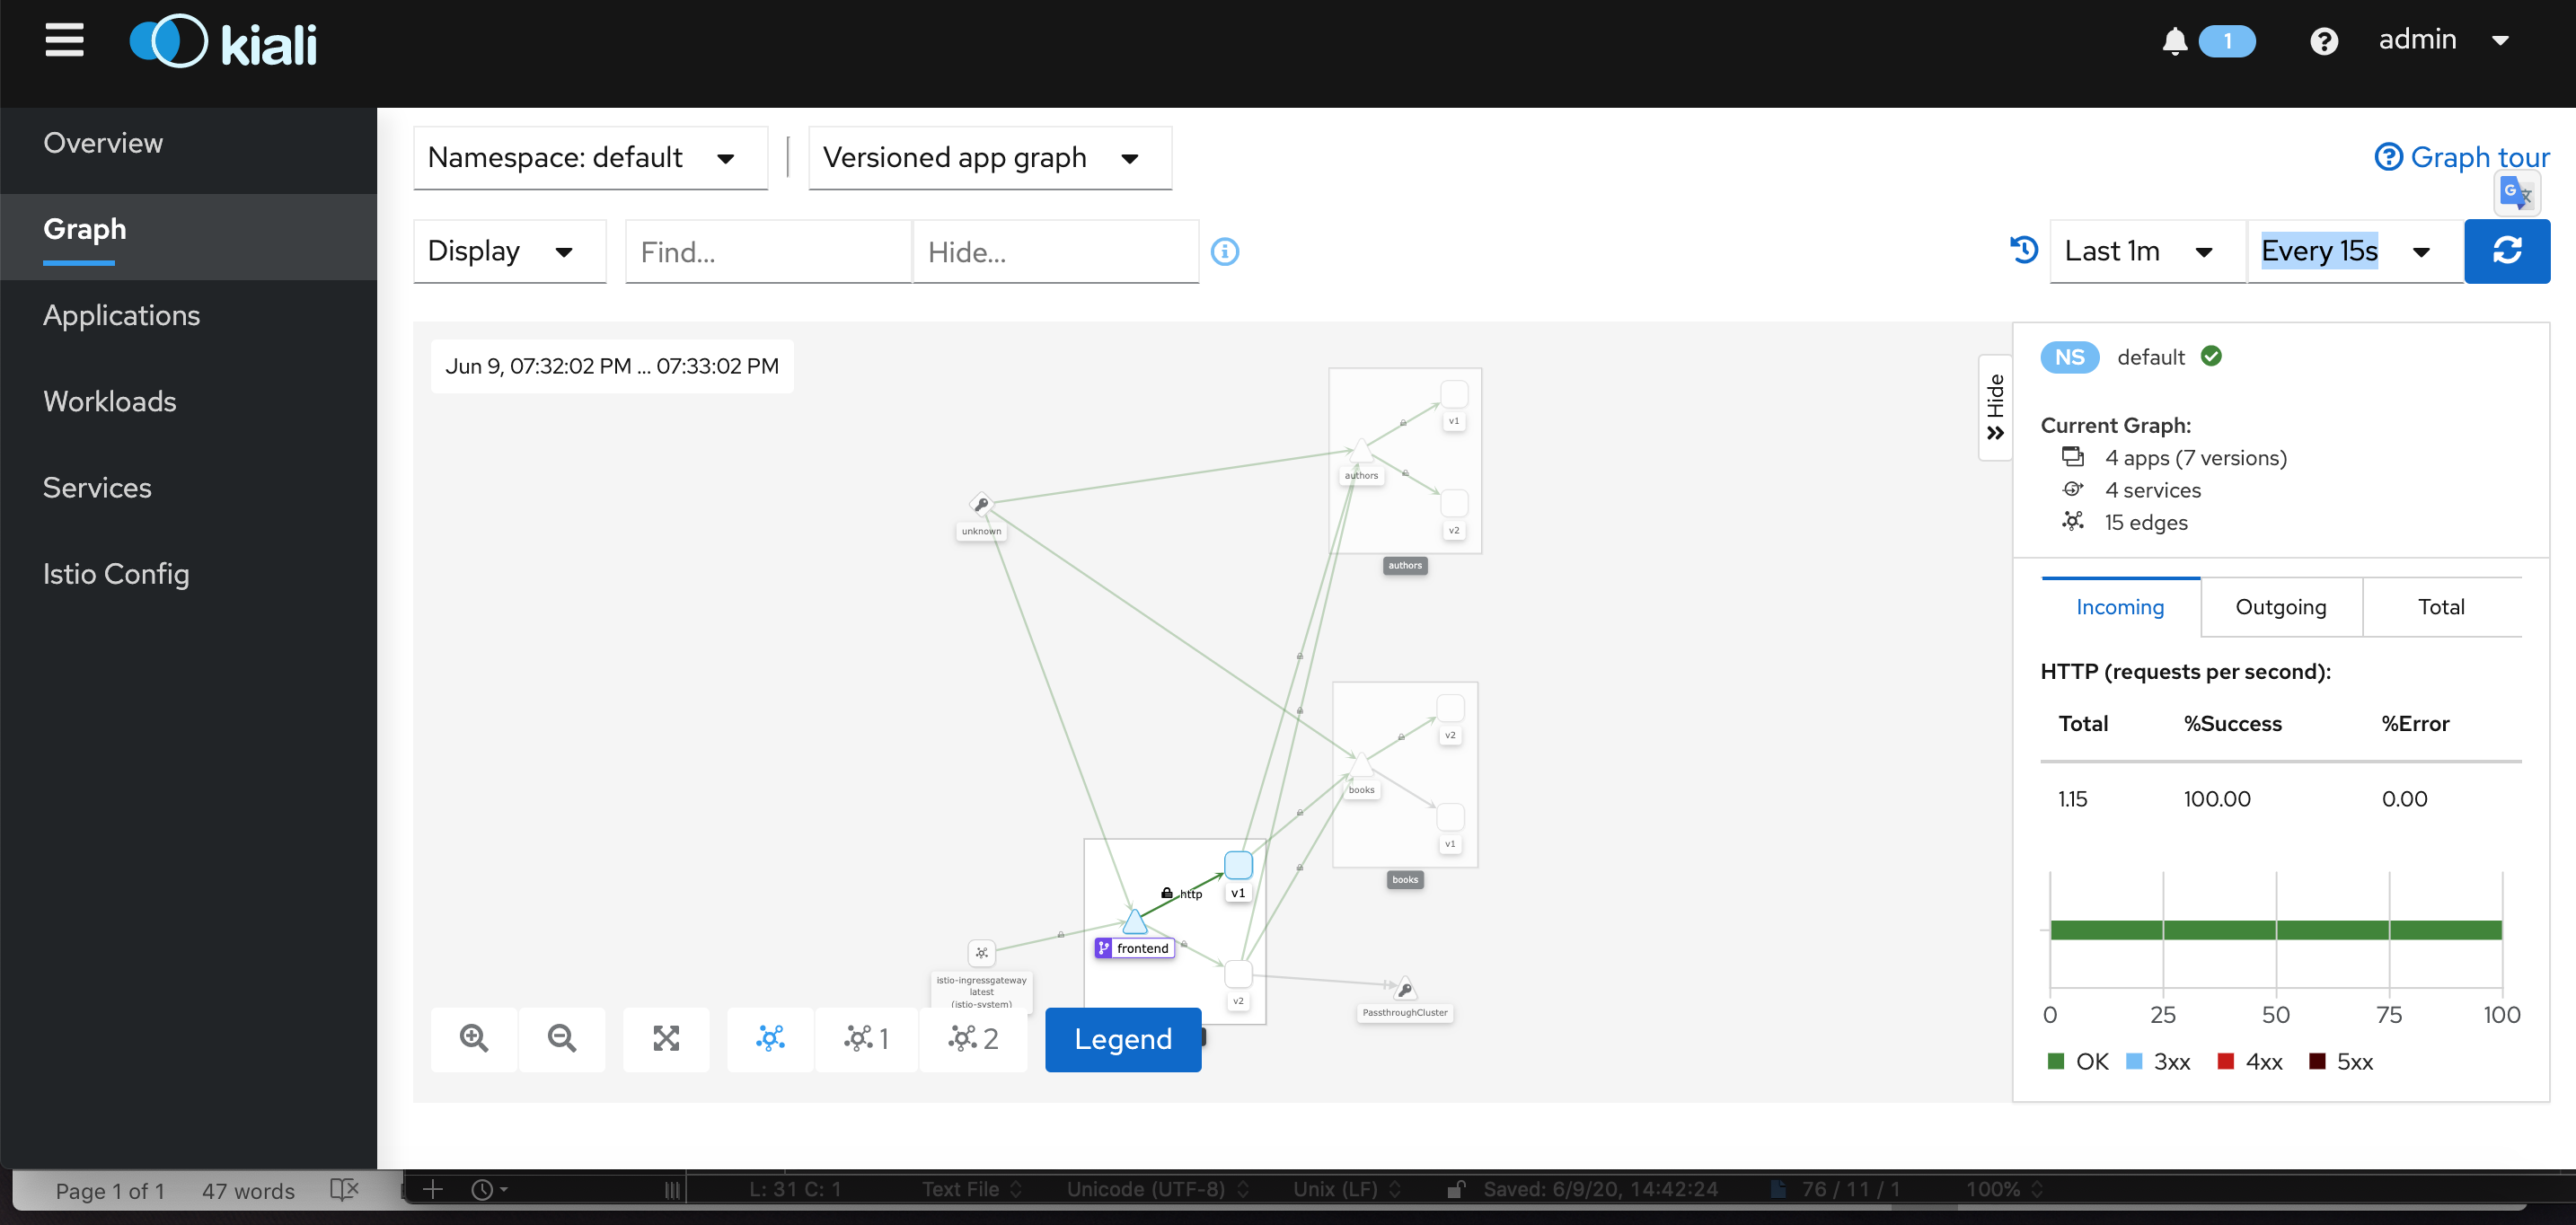 kiali
1
admin
Overview
Graph
Applications
Workloads
Services
Istio Config
Namespace: default
Versioned app graph
Graph tour
Display
Find...
Hide...
Last 1m
Every 15s
Jun 9, 07:32:02 PM ... 07:33:02 PM
v1
authors
v2
authors
unknown
v2
books
v1
books
http
v1
frontend
v2
istio-ingressgateway
latest
(istio-system)
PassthroughCluster
1
2
Legend
Hide
NS default
Current Graph:
4 apps (7 versions)
4 services
15 edges
Incoming
Outgoing
Total
HTTP (requests per second):
Total %Success %Error
1.15 100.00 0.00
0 25 50 75 100
OK 3xx 4xx 5xx
Page 1 of 1
47 words
L: 31 C: 1
Text File
Unicode (UTF-8)
Unix (LF)
Saved: 6/9/20, 14:42:24
76 / 11 / 1
100%